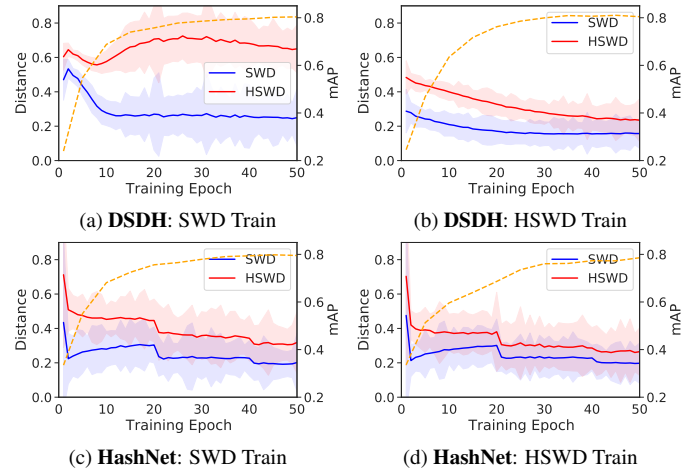 0.8
0.6
0.4
0.2
0.0
Distance
0 10 20 30 40 50
Training Epoch
SWD
HSWD
0.8
0.6
0.4
0.2
mAP
(a) DSDH: SWD Train
0.8
0.6
0.4
0.2
0.0
Distance
0 10 20 30 40 50
Training Epoch
SWD
HSWD
0.8
0.6
0.4
0.2
mAP
(b) DSDH: HSWD Train
0.8
0.6
0.4
0.2
0.0
Distance
0 10 20 30 40 50
Training Epoch
SWD
HSWD
0.8
0.6
0.4
0.2
mAP
(c) HashNet: SWD Train
0.8
0.6
0.4
0.2
0.0
Distance
0 10 20 30 40 50
Training Epoch
SWD
HSWD
0.8
0.6
0.4
0.2
mAP
(d) HashNet: HSWD Train